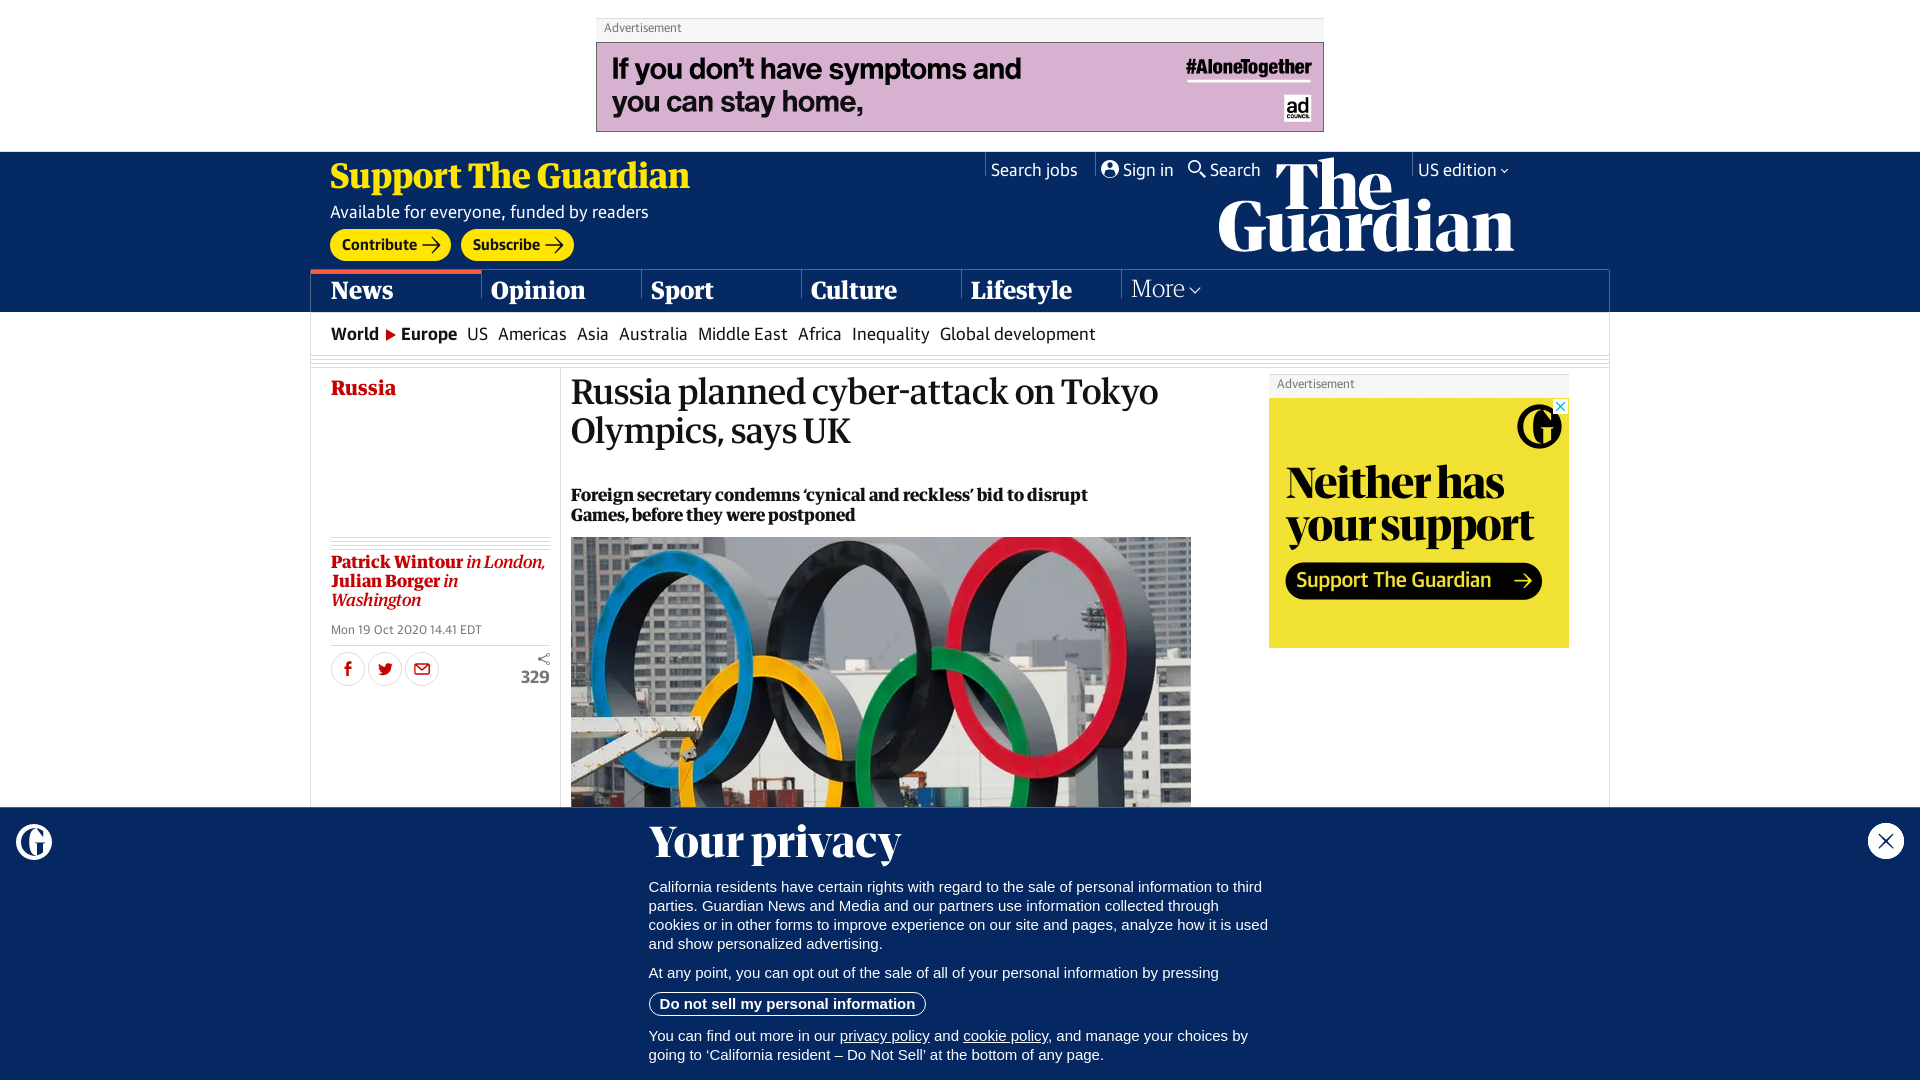 Advertisement
If you don't have symptoms and
you can stay home,
#AloneTogether
ad
COUNCIL
Support The Guardian
Available for everyone, funded by readers
Contribute
Subscribe
Search jobs
Sign in
Search
US edition
The
Guardian
News
Opinion
Sport
Culture
Lifestyle
More
World
Europe
US
Americas
Asia
Australia
Middle East
Africa
Inequality
Global development
Russia
Russia planned cyber-attack on Tokyo
Olympics, says UK
Foreign secretary condemns ‘cynical and reckless’ bid to disrupt
Games, before they were postponed
Patrick Wintour in London,
Julian Borger in
Washington
Mon 19 Oct 2020 14.41 EDT
329
Advertisement
G
Neither has
your support
Support The Guardian
G
Your privacy
California residents have certain rights with regard to the sale of personal information to third
parties. Guardian News and Media and our partners use information collected through
cookies or in other forms to improve experience on our site and pages, analyze how it is used
and show personalized advertising.
At any point, you can opt out of the sale of all of your personal information by pressing
Do not sell my personal information
You can find out more in our privacy policy and cookie policy, and manage your choices by
going to ‘California resident – Do Not Sell’ at the bottom of any page.